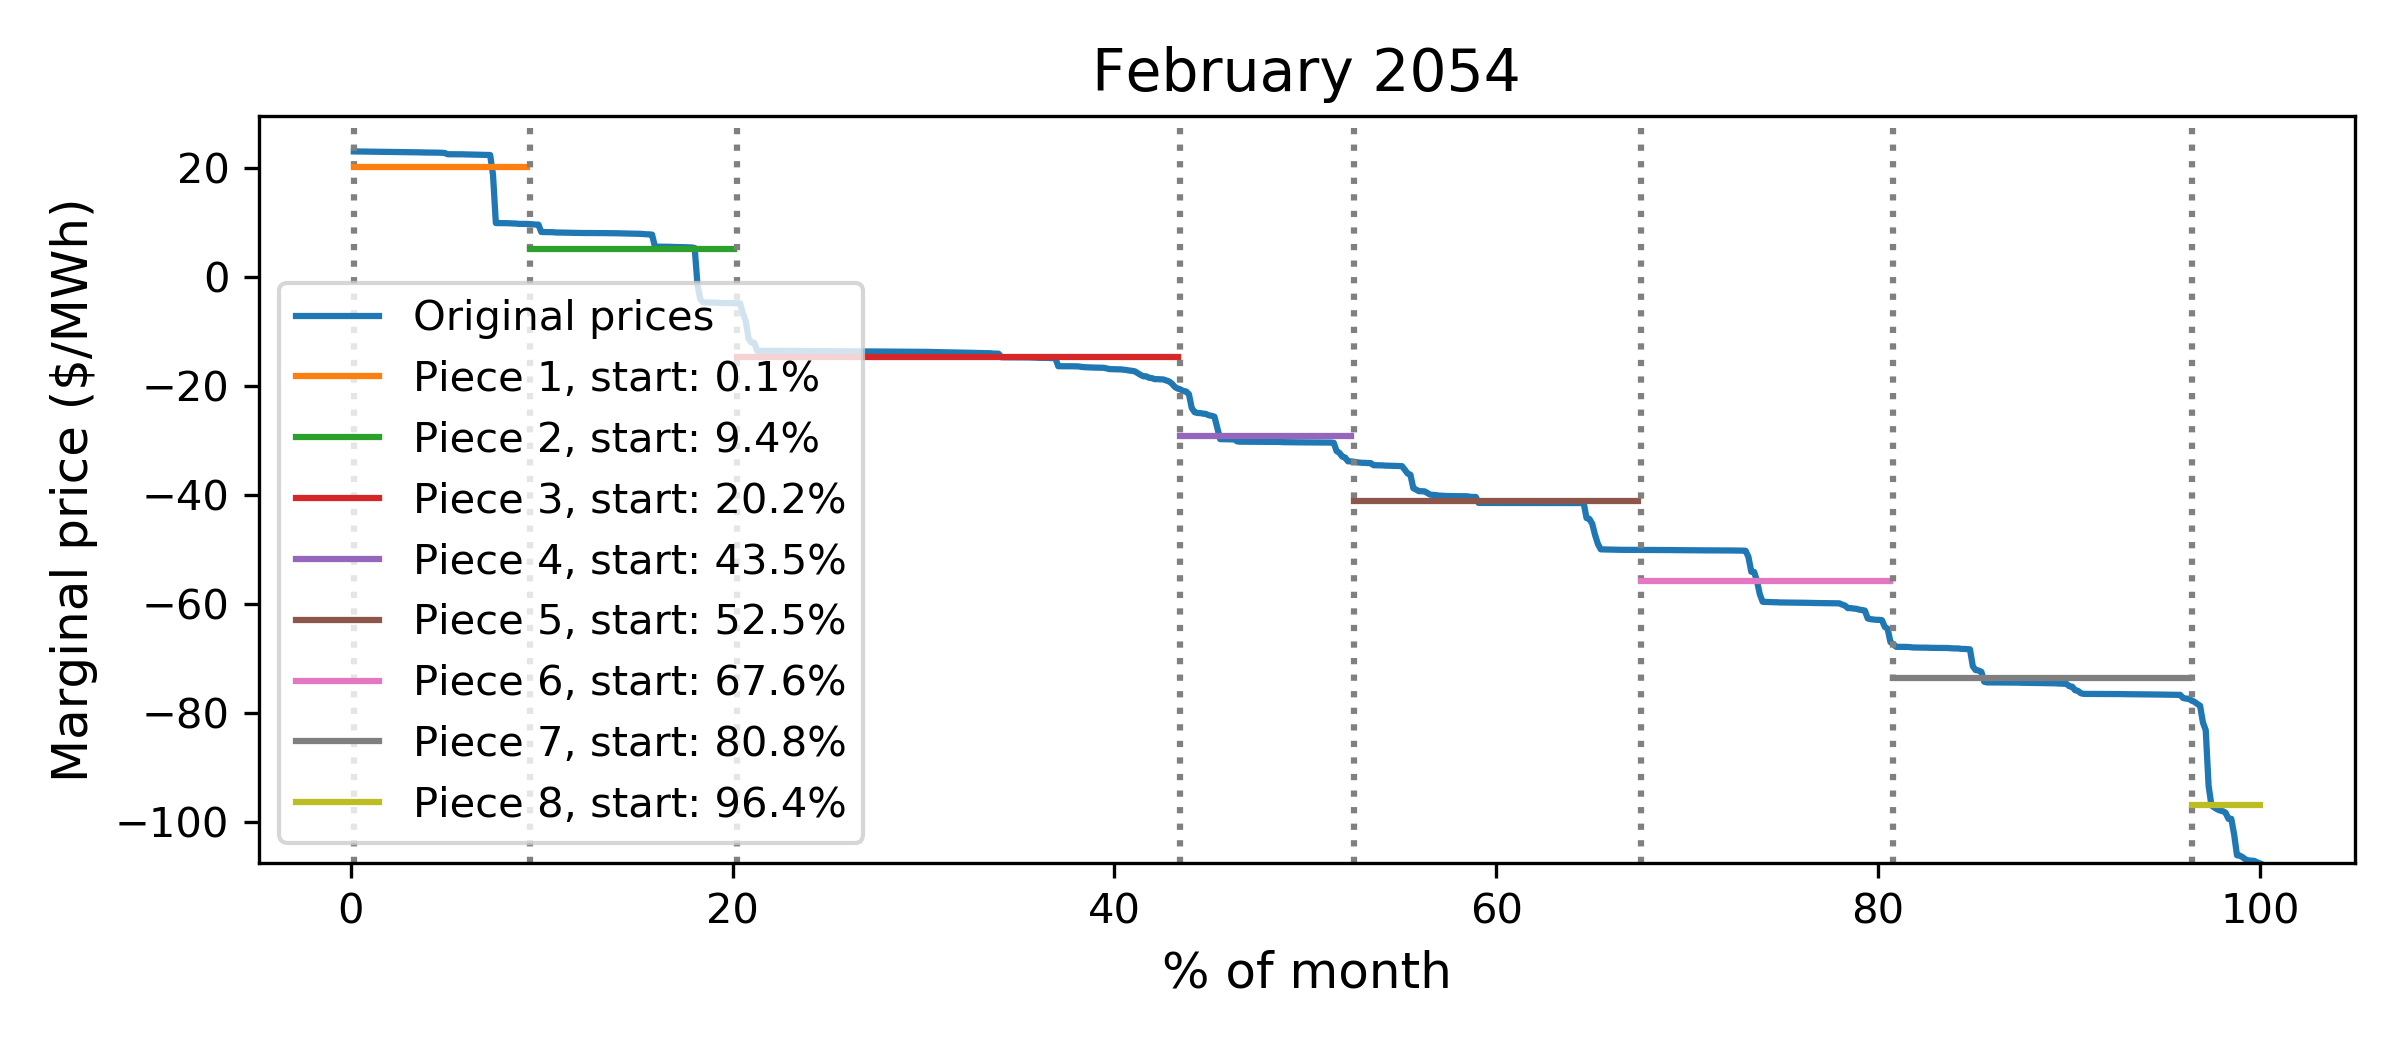 February 2054
Marginal price ($/MWh)
20
0
−20
−40
−60
−80
−100
Original prices
Piece 1, start: 0.1%
Piece 2, start: 9.4%
Piece 3, start: 20.2%
Piece 4, start: 43.5%
Piece 5, start: 52.5%
Piece 6, start: 67.6%
Piece 7, start: 80.8%
Piece 8, start: 96.4%
0 20 40 60 80 100
% of month